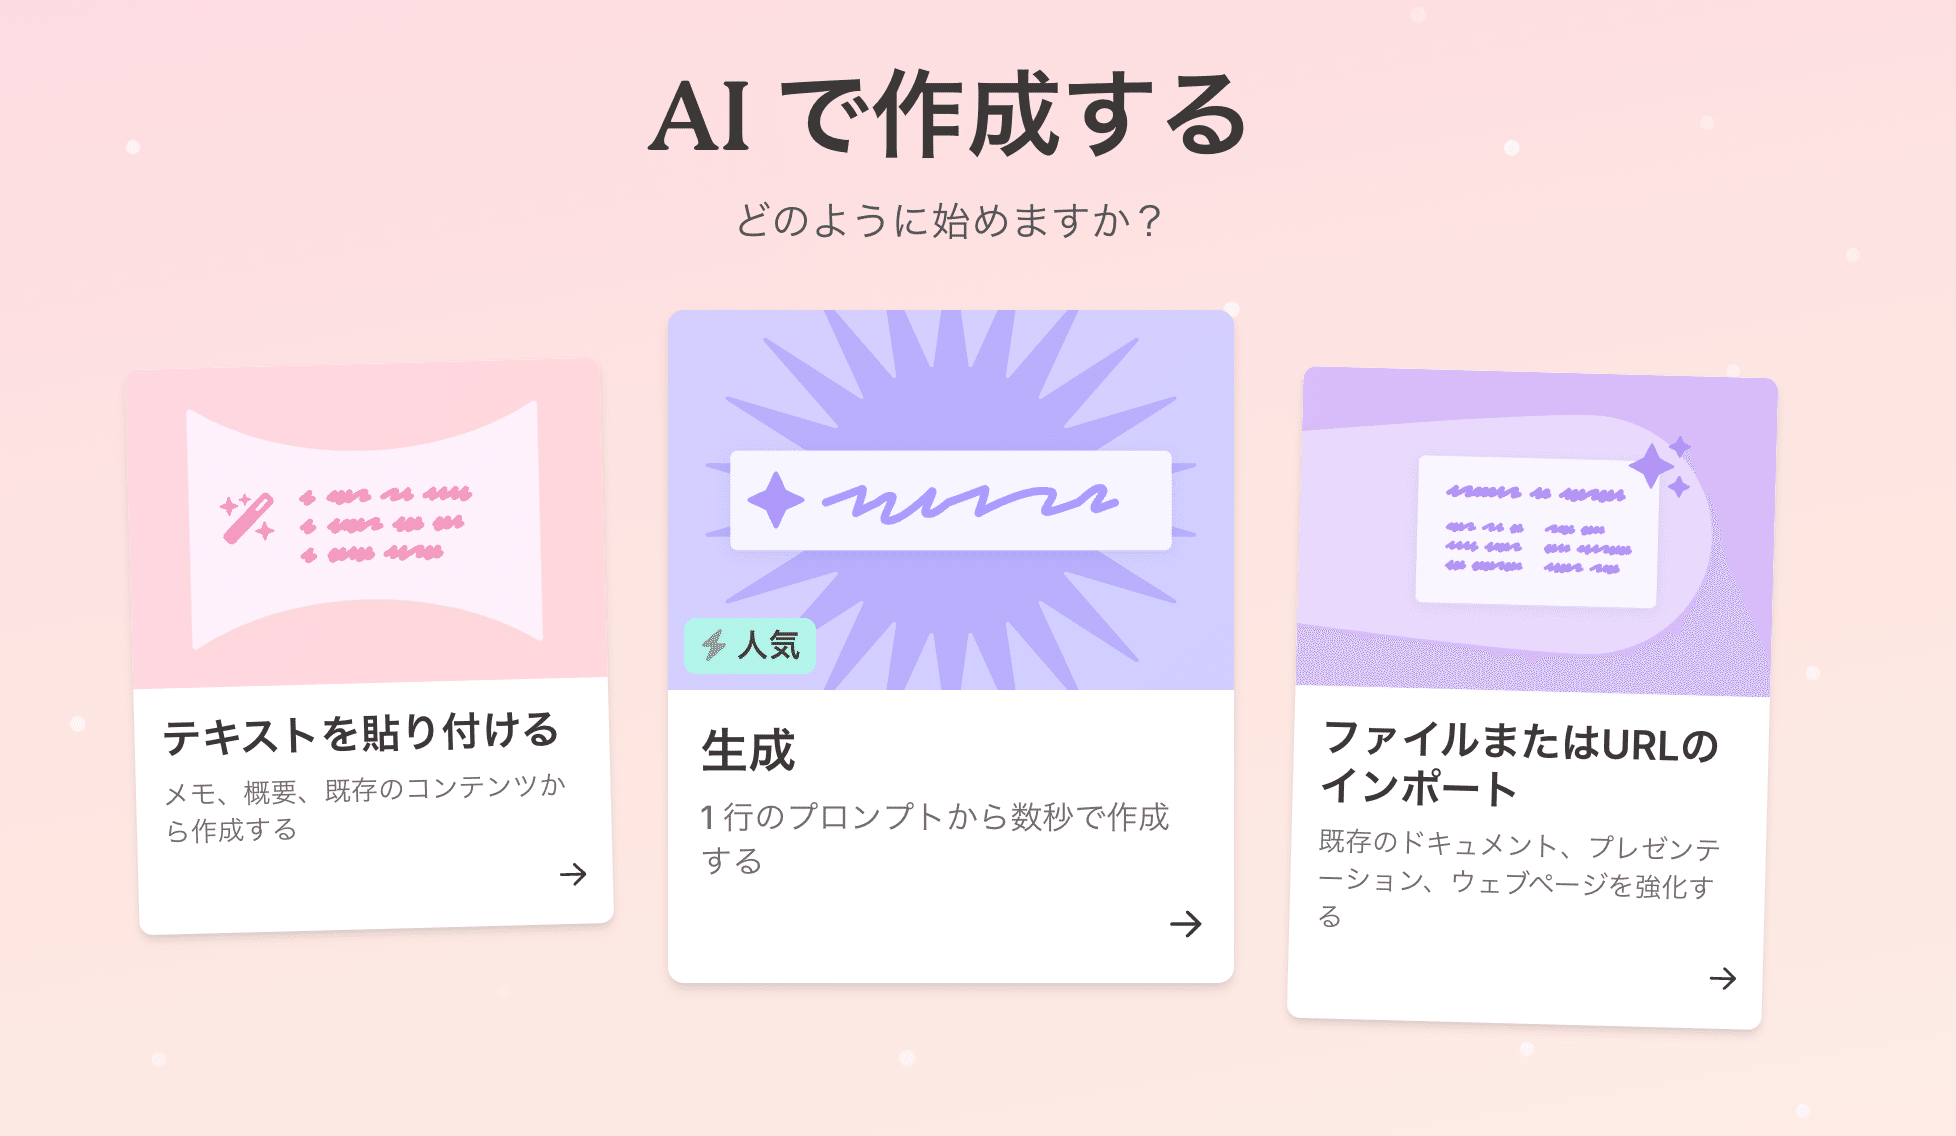 AI で作成する
どのように始めますか？
テキストを貼り付ける
メモ、概要、既存のコンテンツか
ら作成する
人気
生成
1 行のプロンプトから数秒で作成
する
ファイルまたはURLの
インポート
既存のドキュメント、プレゼンテ
ーション、ウェブページを強化す
る